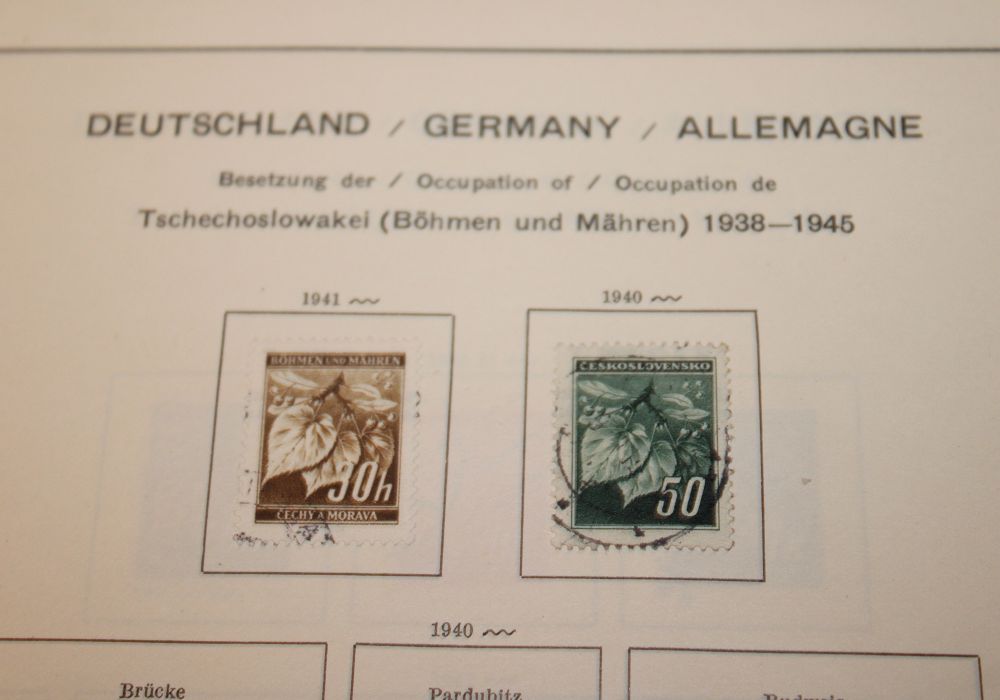 DEUTSCHLAND / GERMANY / ALLEMAGNE
Besetzung der / Occupation of / Occupation de
Tschechoslowakei (Böhmen und Mähren) 1938—1945
1941
1940
BÖHMEN UND MÄHREN
30h
ČECHY A MORAVA
ČESKOSLOVENSKO
50
1940
Brücke
Pardubitz
Budweis